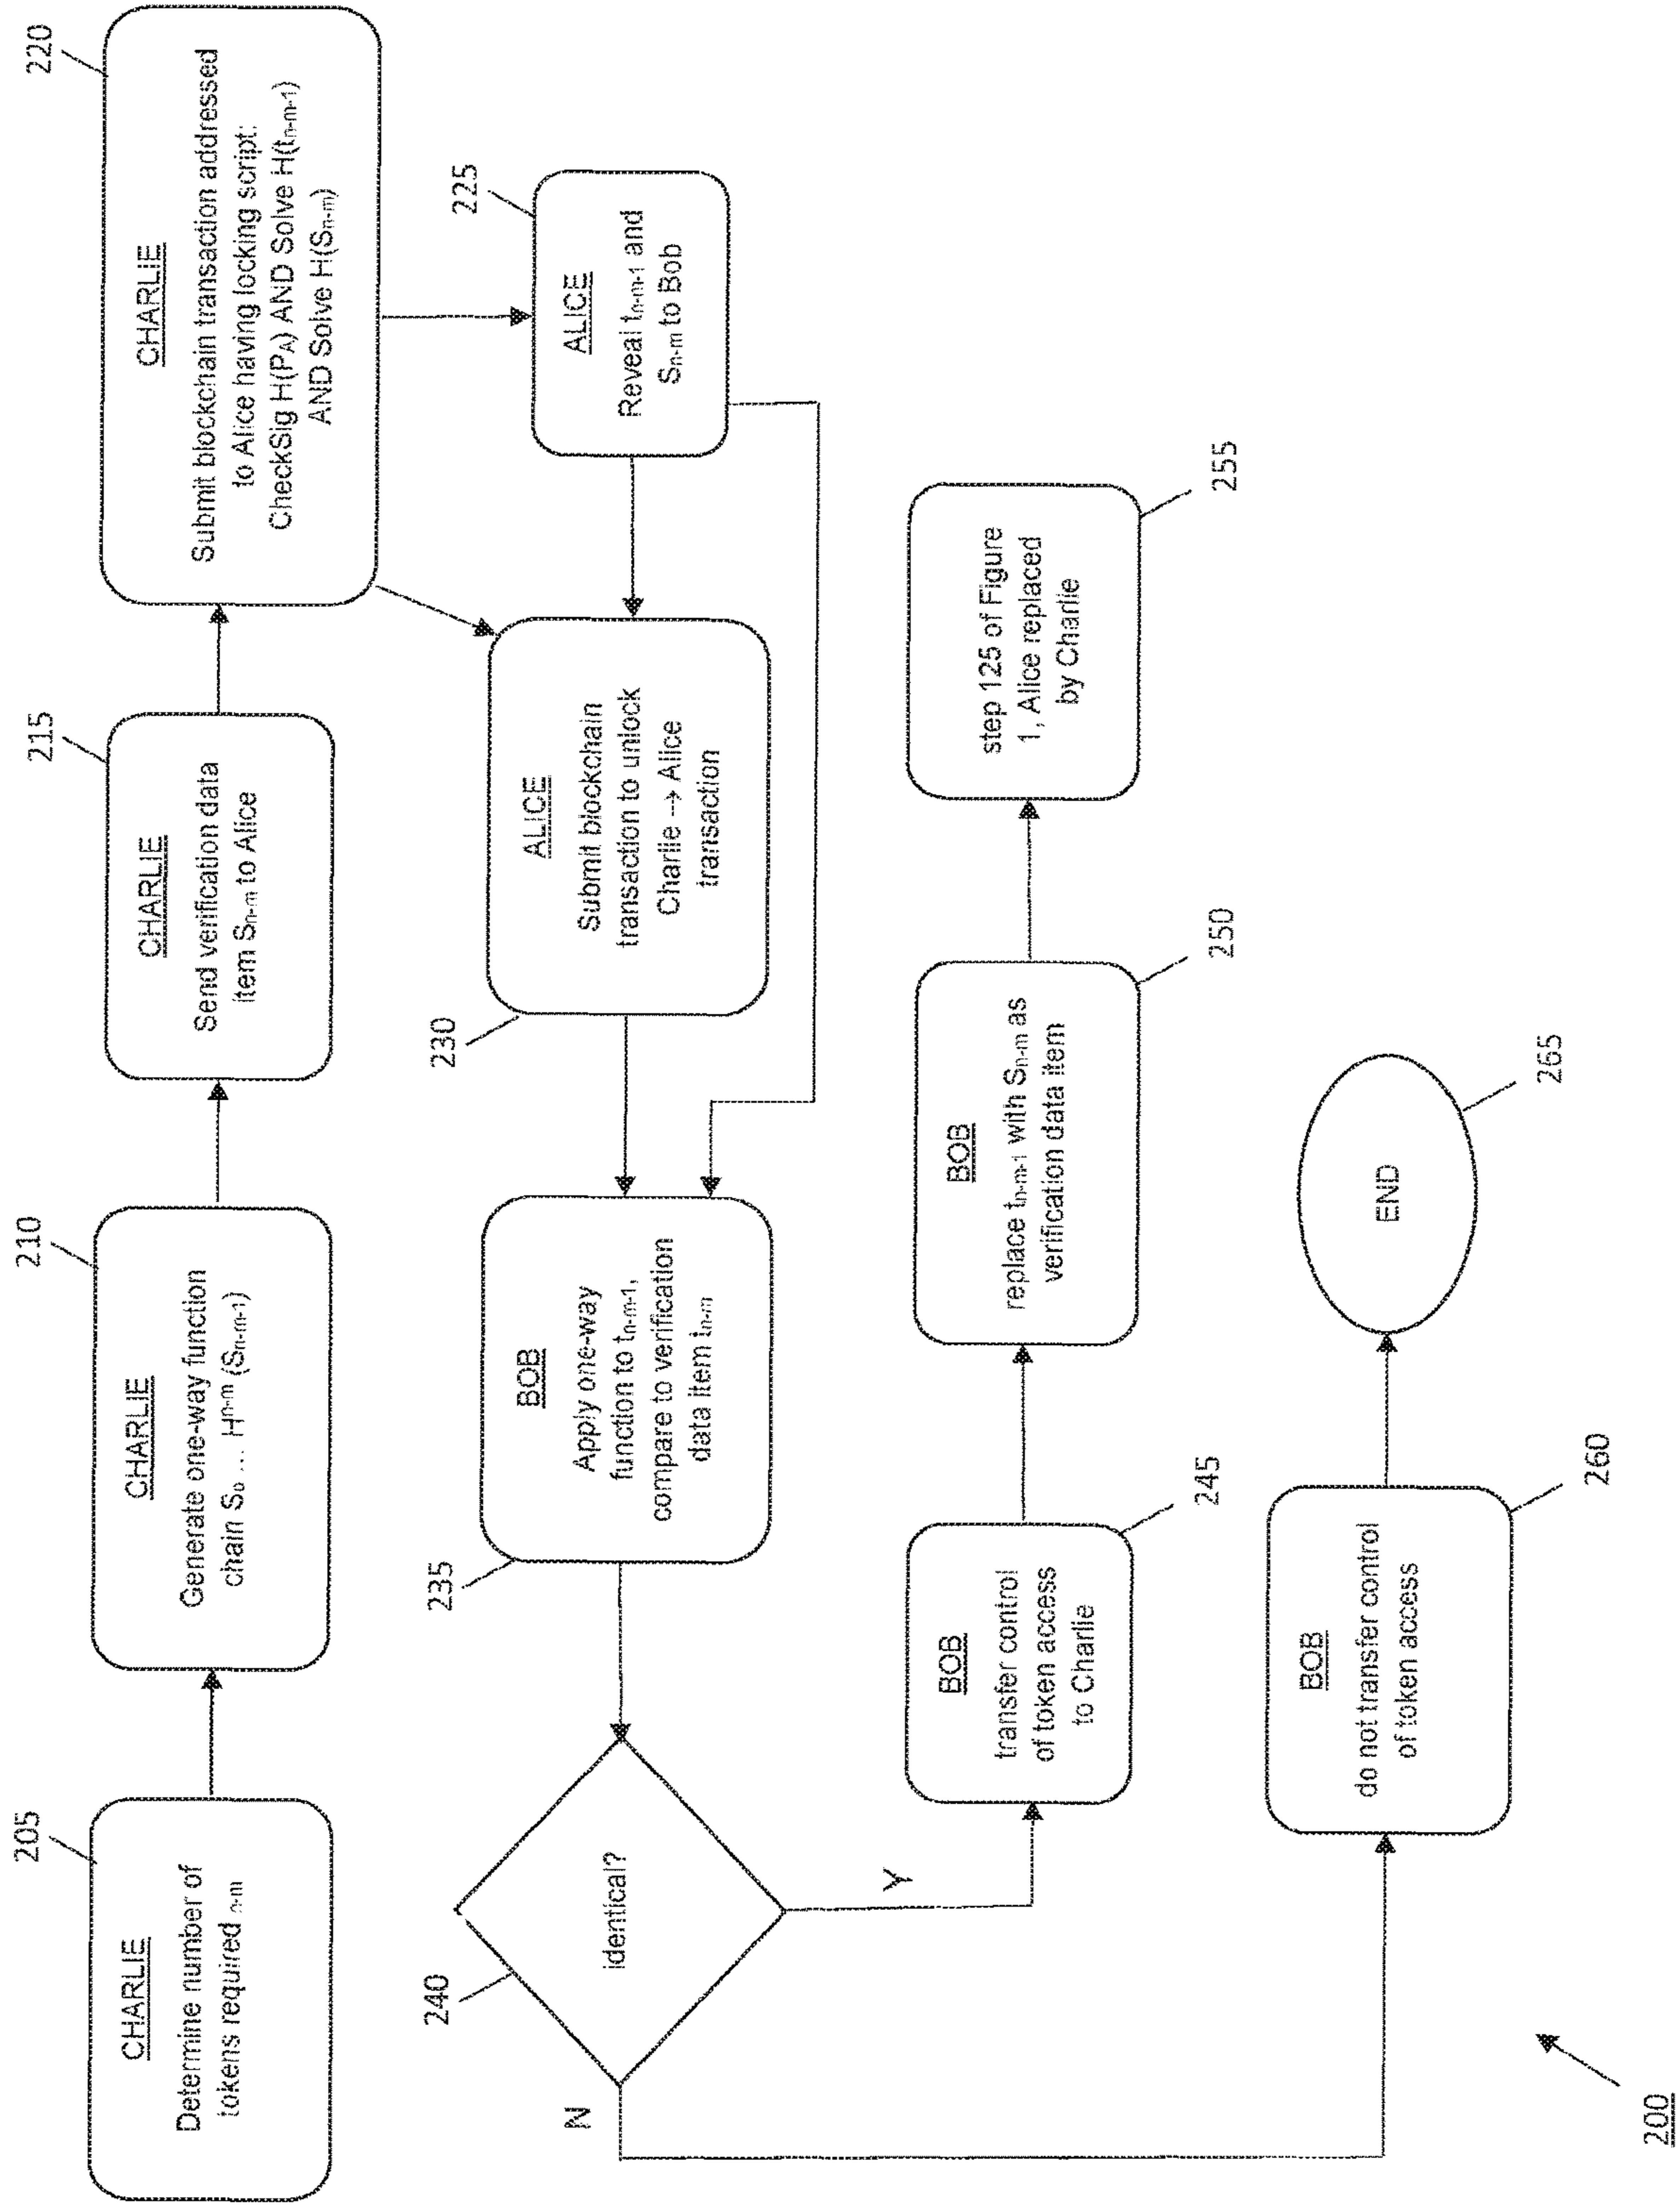 205
CHARLIE
Determine number of
tokens required n-m
210
CHARLIE
Generate one-way function
chain S₀ ... Hⁿ⁻ᵐ (Sn-m-1)
215
CHARLIE
Send verification data
item Sn-m to Alice
220
CHARLIE
Submit blockchain transaction addressed
to Alice having locking script:
CheckSig H(PA) AND Solve H(tn-m-1)
AND Solve H(Sn-m)
225
ALICE
Reveal tn-m-1 and
Sn-m to Bob
230
ALICE
Submit blockchain
transaction to unlock
Charlie → Alice
transaction
235
BOB
Apply one-way
function to tn-m-1,
compare to verification
data item tn-m
240
identical?
Y
N
245
BOB
transfer control
of token access
to Charlie
250
BOB
replace tn-m-1 with Sn-m as
verification data item
255
step 125 of Figure
1, Alice replaced
by Charlie
260
BOB
do not transfer control
of token access
265
END
200